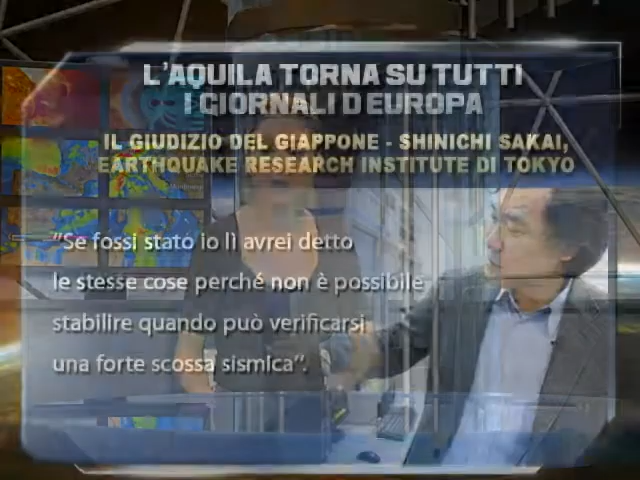 L'AQUILA TORNA SU TUTTI
I GIORNALI D EUROPA
IL GIUDIZIO DEL GIAPPONE - SHINICHI SAKAI,
EARTHQUAKE RESEARCH INSTITUTE DI TOKYO
"Se fossi stato io lì avrei detto
le stesse cose perché non è possibile
stabilire quando può verificarsi
una forte scossa sismica".